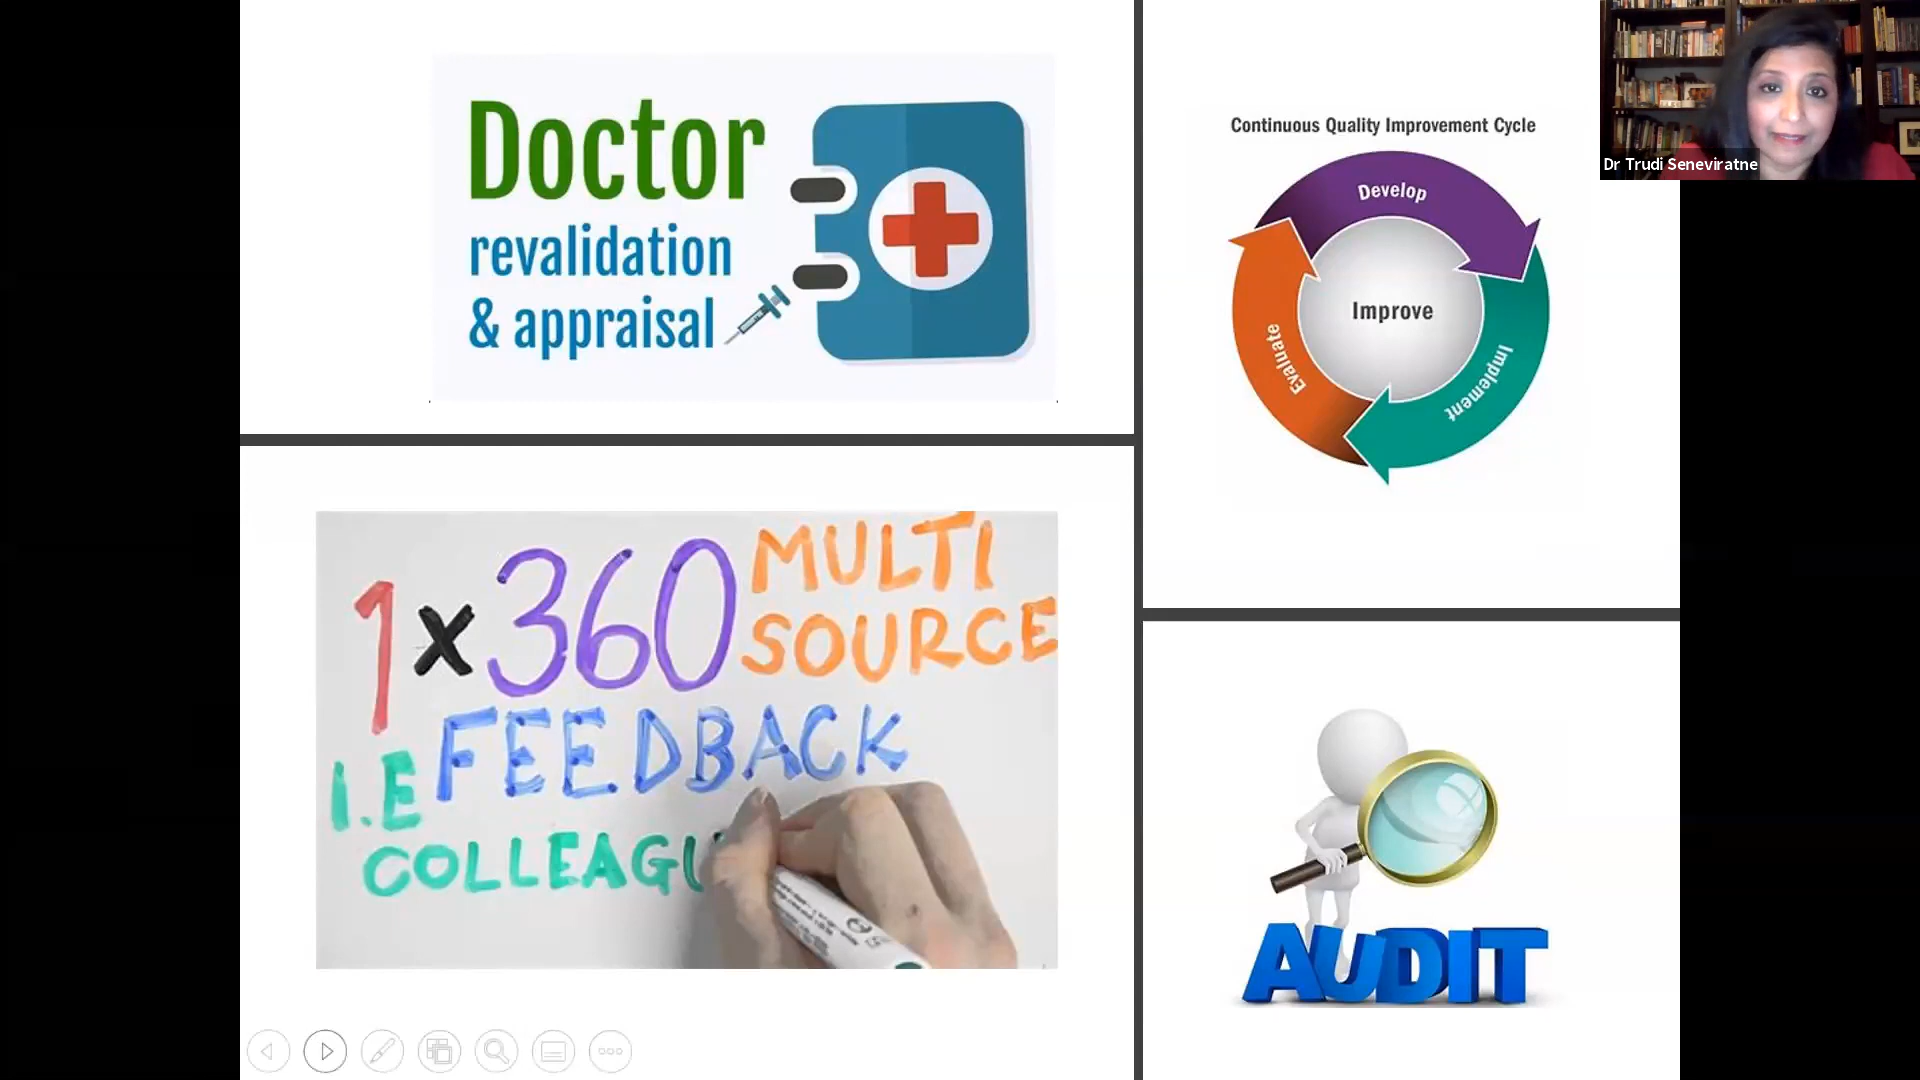 Doctor
revalidation
& appraisal
Continuous Quality Improvement Cycle
Develop
Improve
Implement
Evaluate
Dr Trudi Seneviratne
1 x 360 MULTI
SOURCE
FEEDBACK
I.E
COLLEAGU
AUDIT